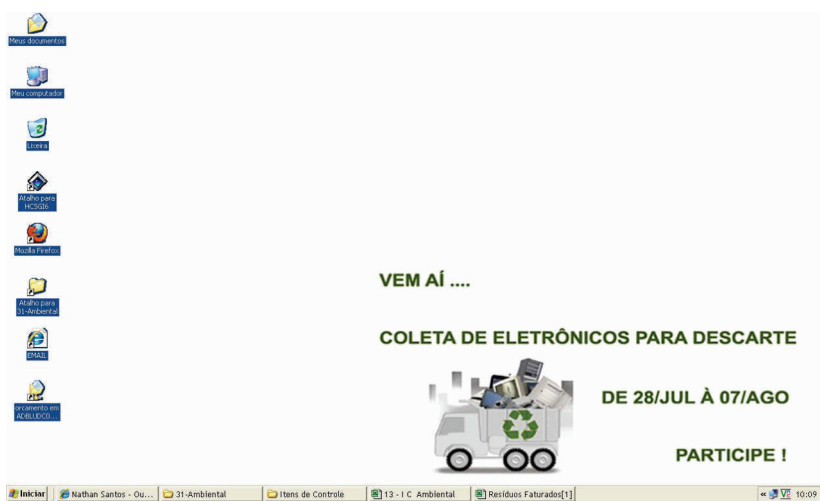 Meus documentos
Meu computador
Lixeira
Atalho para
HCSGI6
Mozilla Firefox
Atalho para
31-Ambiental
EMAIL
orcamento em
ADBLUDCO...
VEM AÍ ....
COLETA DE ELETRÔNICOS PARA DESCARTE
DE 28/JUL À 07/AGO
PARTICIPE !
Iniciar
Nathan Santos - Ou...
31-Ambiental
Itens de Controle
13 - I C Ambiental
Resíduos Faturados[1]
« 10:09